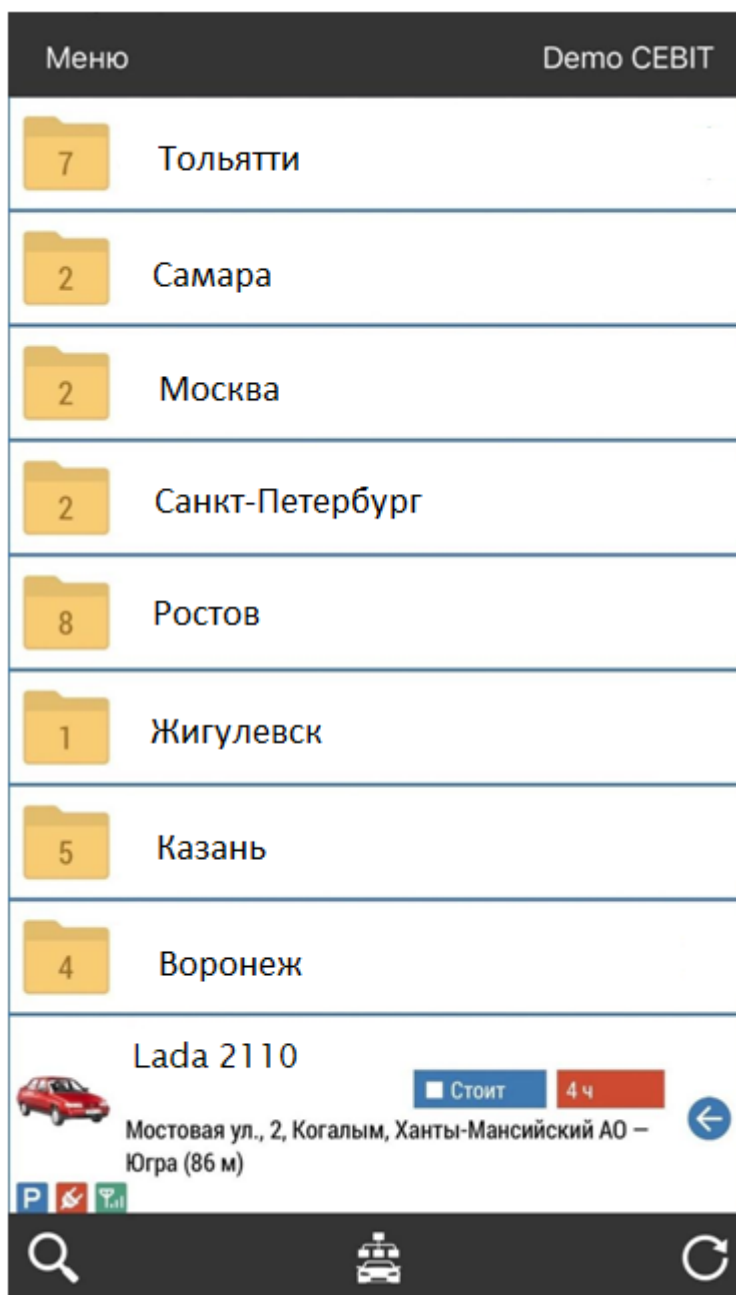 Меню Demo CEBIT
7 Тольятти
2 Самара
2 Москва
2 Санкт-Петербург
8 Ростов
1 Жигулевск
5 Казань
4 Воронеж
Lada 2110
Стоит 4 ч
Мостовая ул., 2, Когалым, Ханты-Мансийский АО –
Югра (86 м)
P